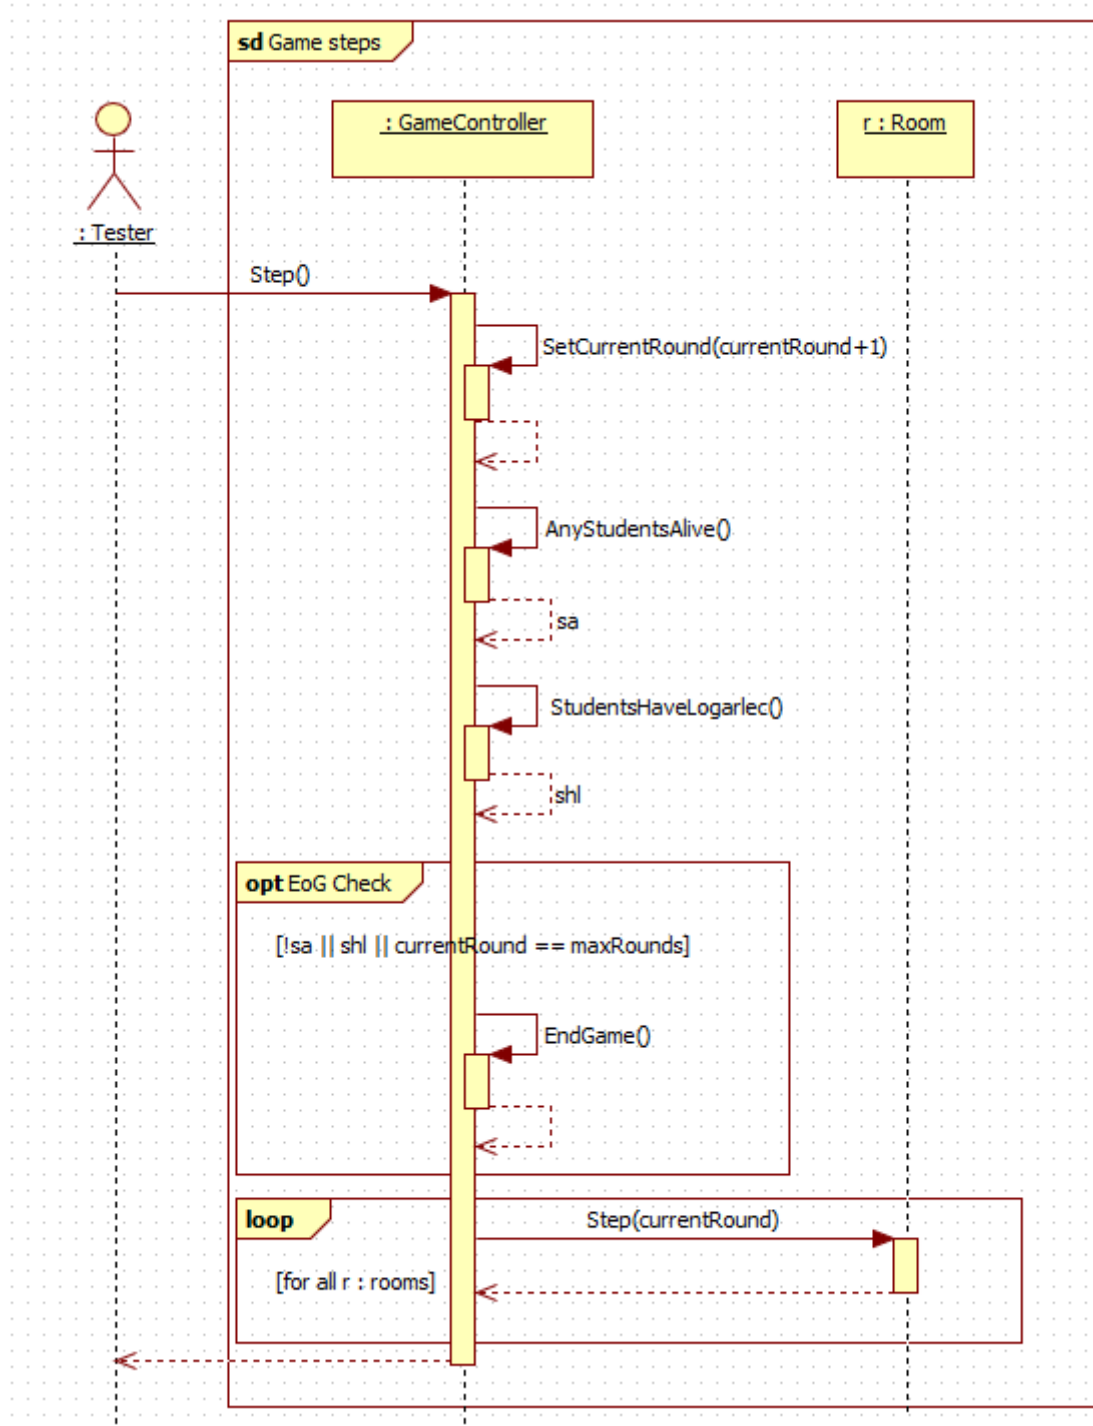 sd Game steps
: GameController
r : Room
: Tester
Step()
SetCurrentRound(currentRound+1)
AnyStudentsAlive()
sa
StudentsHaveLogarlec()
shl
opt EoG Check
[!sa || shl || currentRound == maxRounds]
EndGame()
loop
Step(currentRound)
[for all r : rooms]